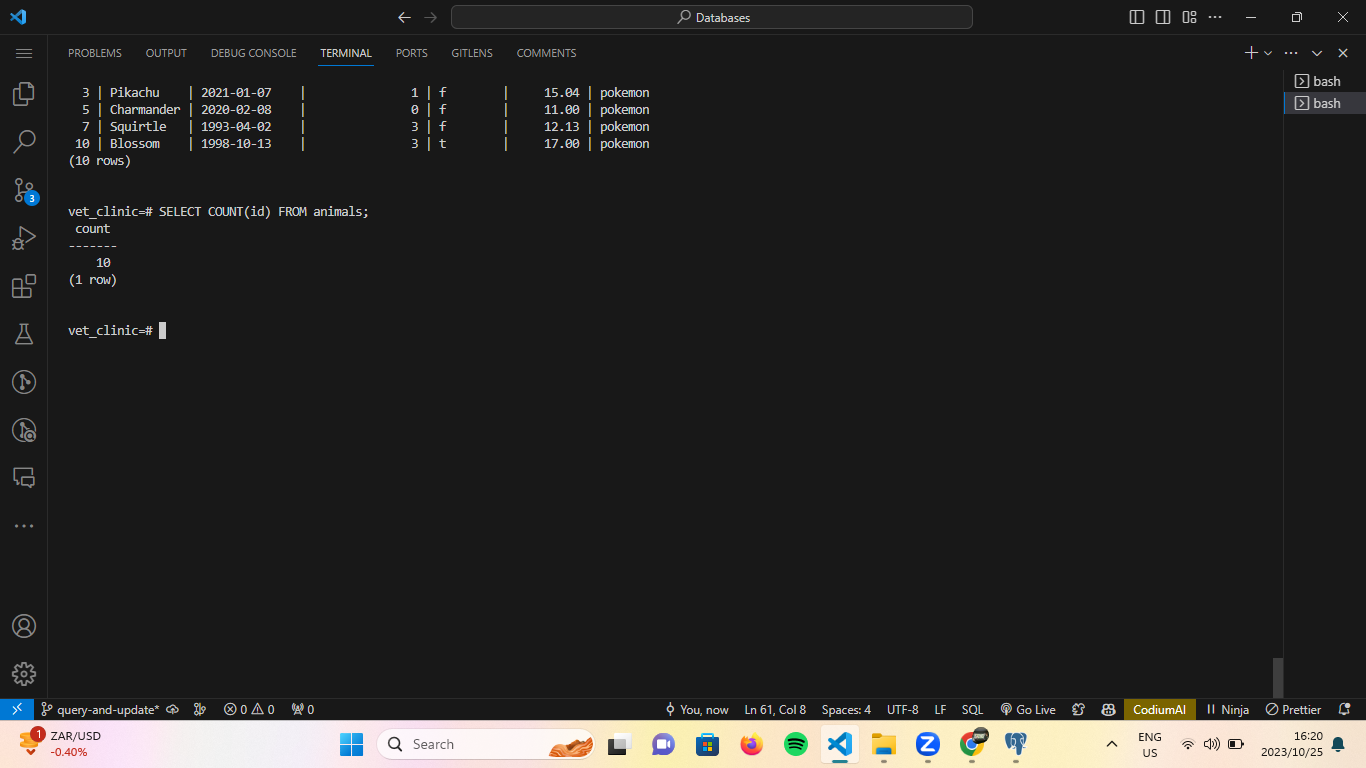 Databases
PROBLEMS OUTPUT DEBUG CONSOLE TERMINAL PORTS GITLENS COMMENTS
3 | Pikachu | 2021-01-07 | 1 | f | 15.04 | pokemon
5 | Charmander | 2020-02-08 | 0 | f | 11.00 | pokemon
7 | Squirtle | 1993-04-02 | 3 | f | 12.13 | pokemon
10 | Blossom | 1998-10-13 | 3 | t | 17.00 | pokemon
(10 rows)
vet_clinic=# SELECT COUNT(id) FROM animals;
count
-------
10
(1 row)
vet_clinic=#
bash
bash
3
query-and-update* 0 0 0 You, now Ln 61, Col 8 Spaces: 4 UTF-8 LF SQL Go Live CodiumAI Ninja Prettier
1 ZAR/USD
-0.40%
Search
ENG
US
16:20
2023/10/25